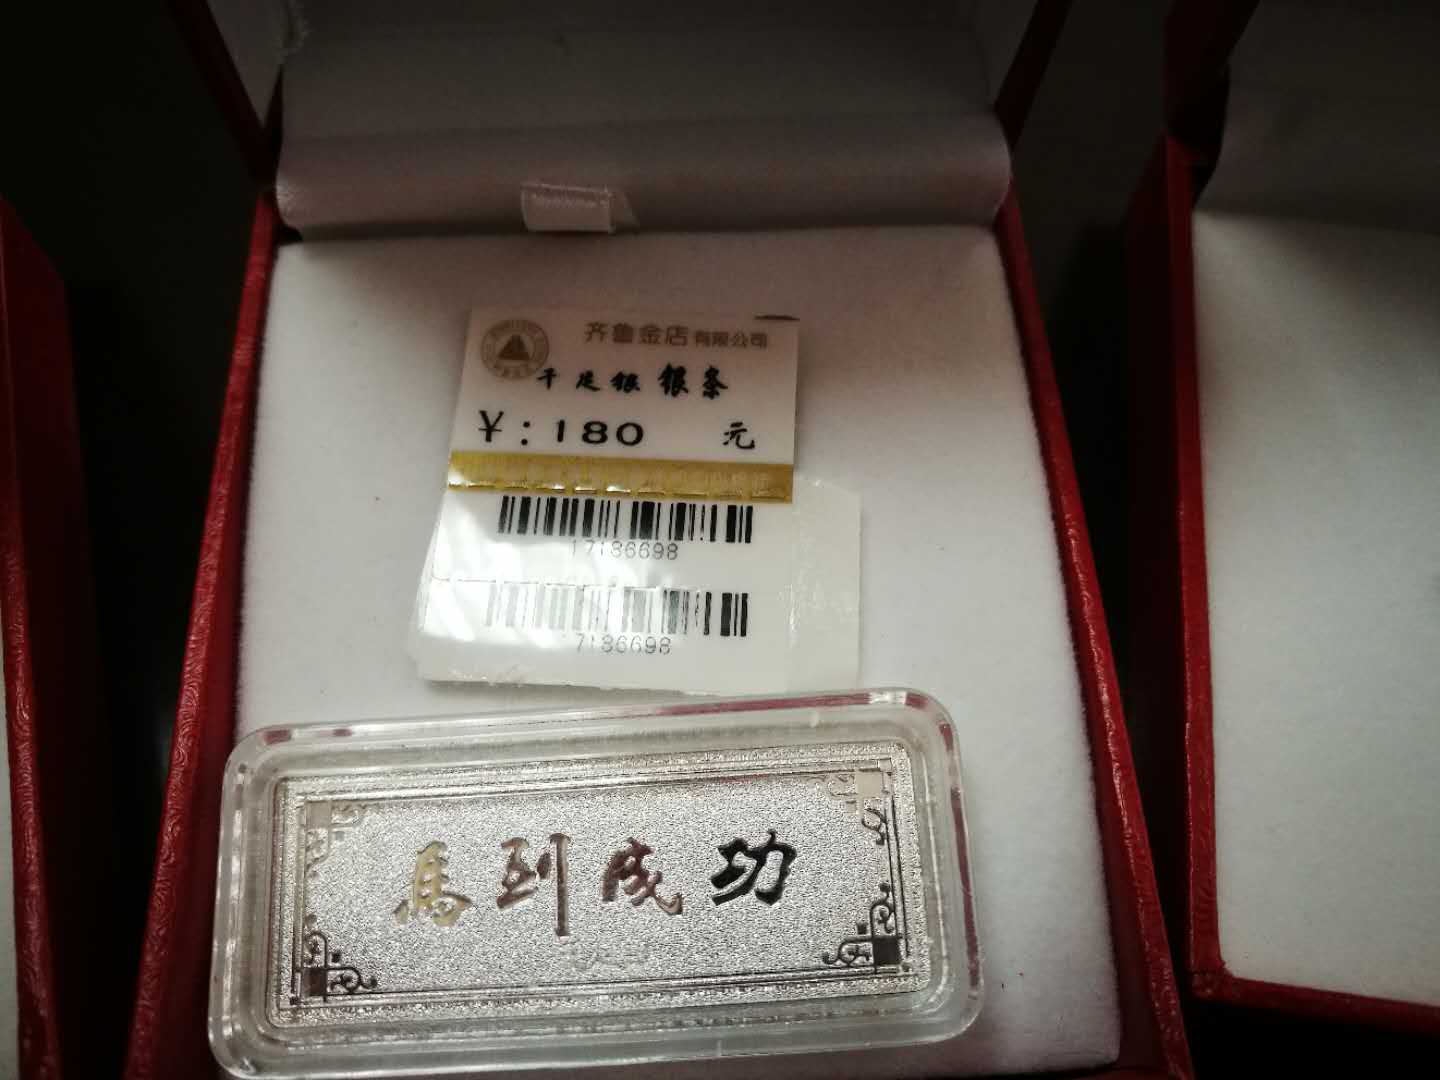 齐鲁金店有限公司
千足银 银条
¥：180 元
17186698
17186698
馬到成功